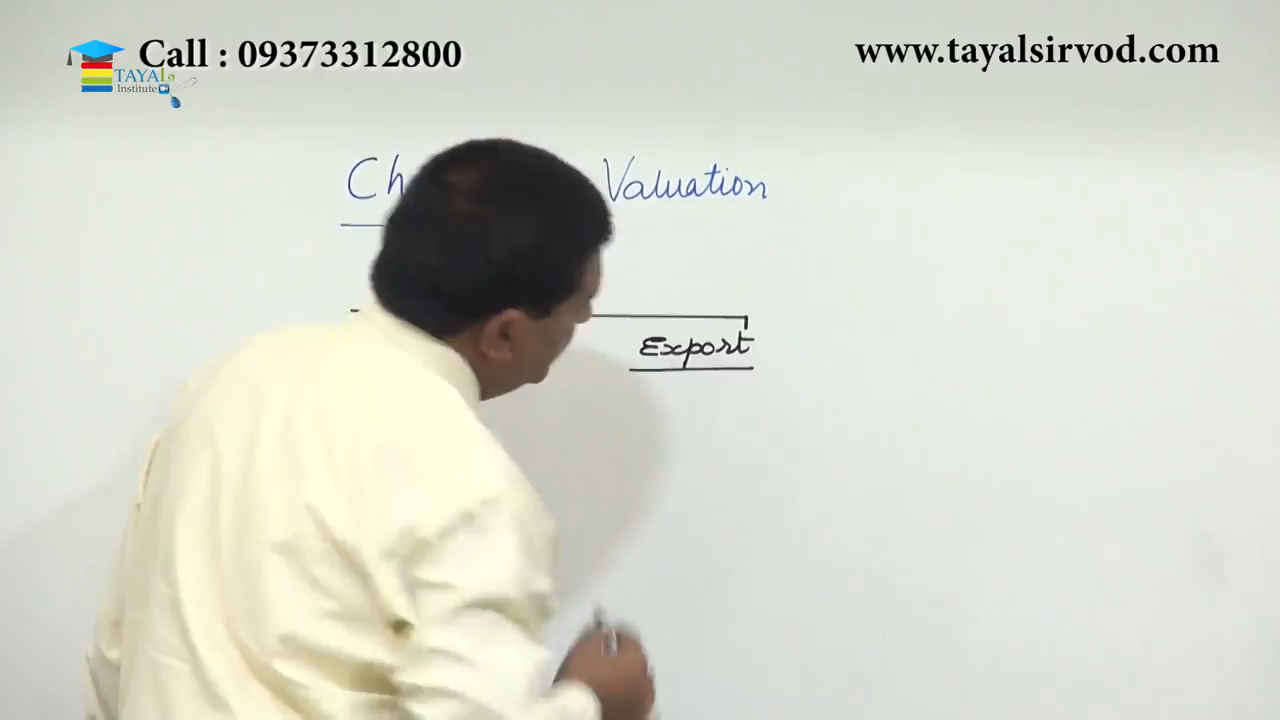 Call : 09373312800
www.tayalsirvod.com
TAYAL
Institute
Ch Valuation
Export